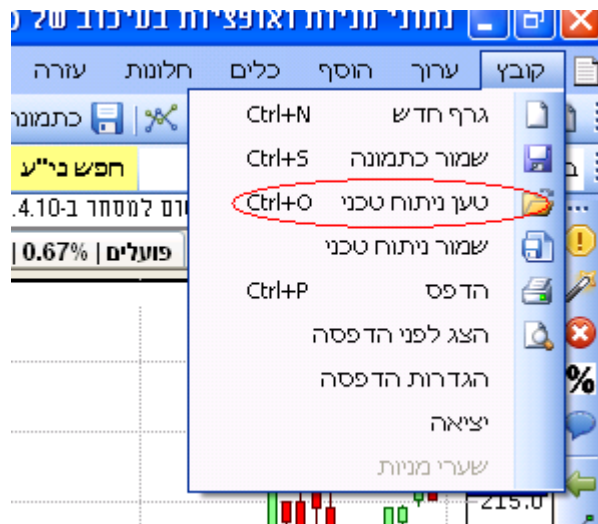 נתוני מניות ואופציות בעיכוב של
קובץ ערוך הוסף כלים חלונות עזרה
גרף חדש Ctrl+N
שמור כתמונה Ctrl+S
טען ניתוח טכני Ctrl+O
שמור ניתוח טכני
הדפס Ctrl+P
הצג לפני הדפסה
הגדרות הדפסה
יציאה
שערי מניות
כתמונה
חפש ני"ע
למסחר ב-4.10.
פועלים | 0.67% |
%
215.0